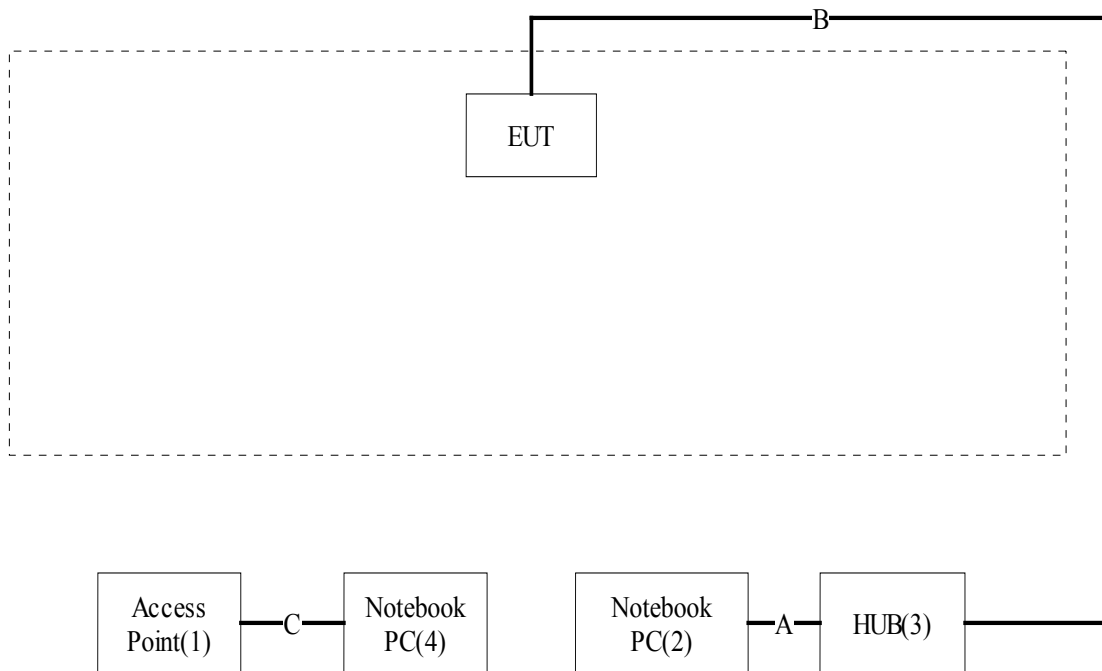 B
EUT
Access
Point(1)
C
Notebook
PC(4)
Notebook
PC(2)
A
HUB(3)